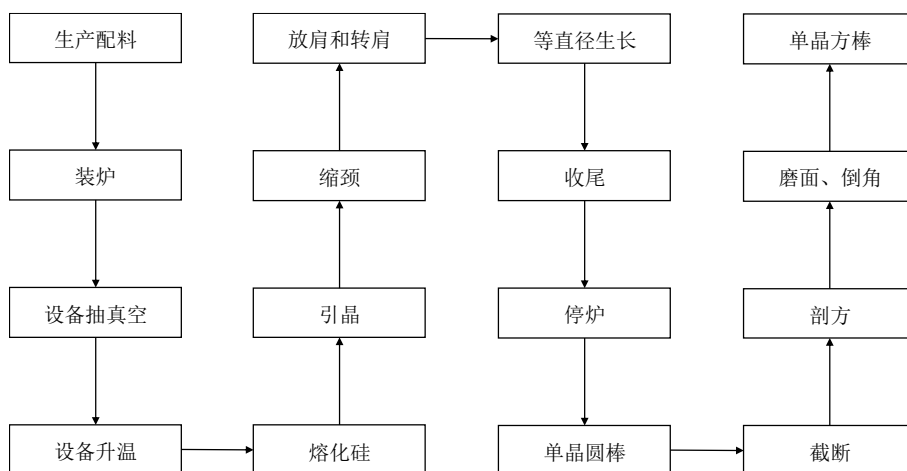 生产配料
装炉
设备抽真空
设备升温
熔化硅
引晶
缩颈
放肩和转肩
等直径生长
收尾
停炉
单晶圆棒
截断
剖方
磨面、倒角
单晶方棒